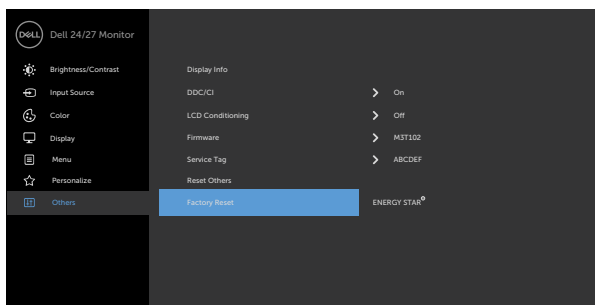 DELL Dell 24/27 Monitor
Brightness/Contrast Display Info
Input Source DDC/CI On
Color LCD Conditioning Off
Display Firmware M3T102
Menu Service Tag ABCDEF
Personalize Reset Others
Others Factory Reset ENERGY STAR®